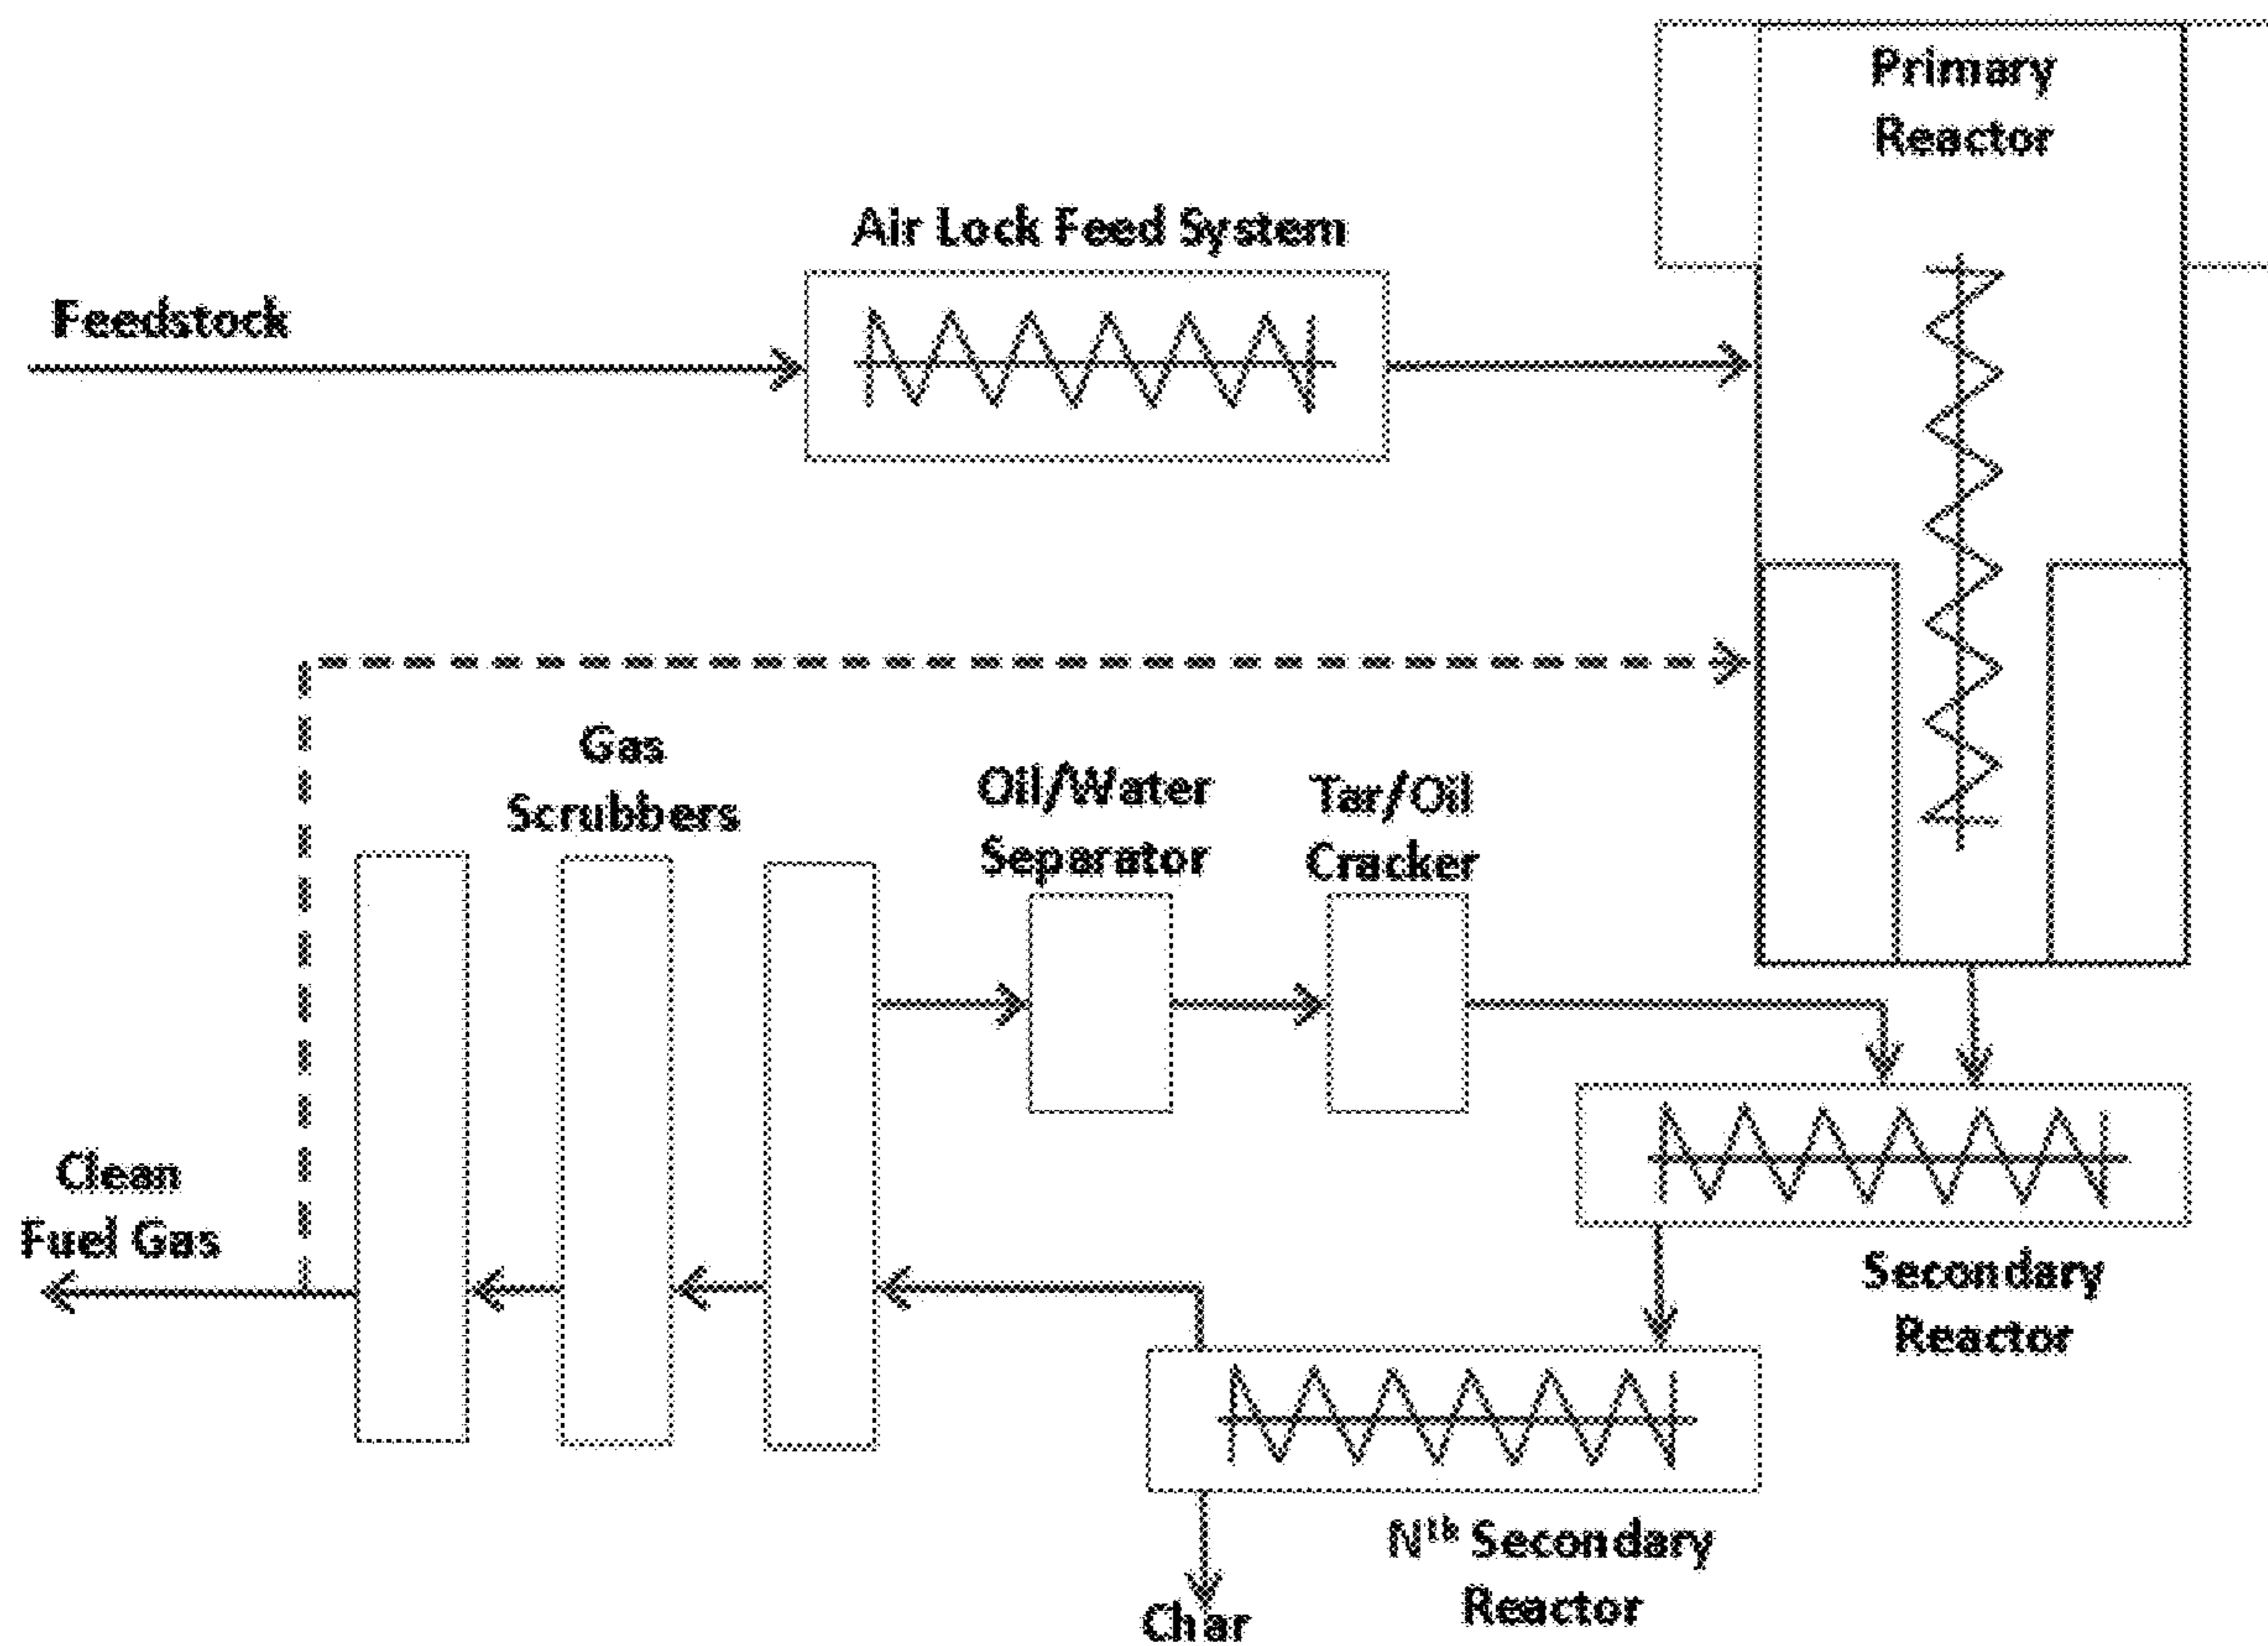 Primary
Reactor
Air Lock Feed System
Feedstock
Gas
Scrubbers
Oil/Water
Separator
Tar/Oil
Cracker
Clean
Fuel Gas
Secondary
Reactor
Nth Secondary
Reactor
Char